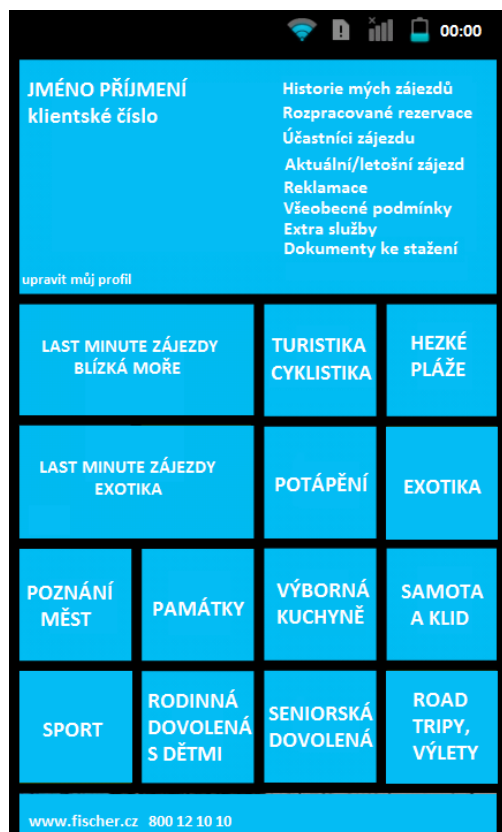 00:00
JMÉNO PŘÍJMENÍ
klientské číslo
Historie mých zájezdů
Rozpracované rezervace
Účastníci zájezdu
Aktuální/letošní zájezd
Reklamace
Všeobecné podmínky
Extra služby
Dokumenty ke stažení
upravit můj profil
LAST MINUTE ZÁJEZDY
BLÍZKÁ MOŘE
TURISTIKA
CYKLISTIKA
HEZKÉ
PLÁŽE
LAST MINUTE ZÁJEZDY
EXOTIKA
POTÁPĚNÍ
EXOTIKA
POZNÁNÍ
MĚST
PAMÁTKY
VÝBORNÁ
KUCHYNĚ
SAMOTA
A KLID
SPORT
RODINNÁ
DOVOLENÁ
S DĚTMI
SENIORSKÁ
DOVOLENÁ
ROAD
TRIPY,
VÝLETY
www.fischer.cz 800 12 10 10